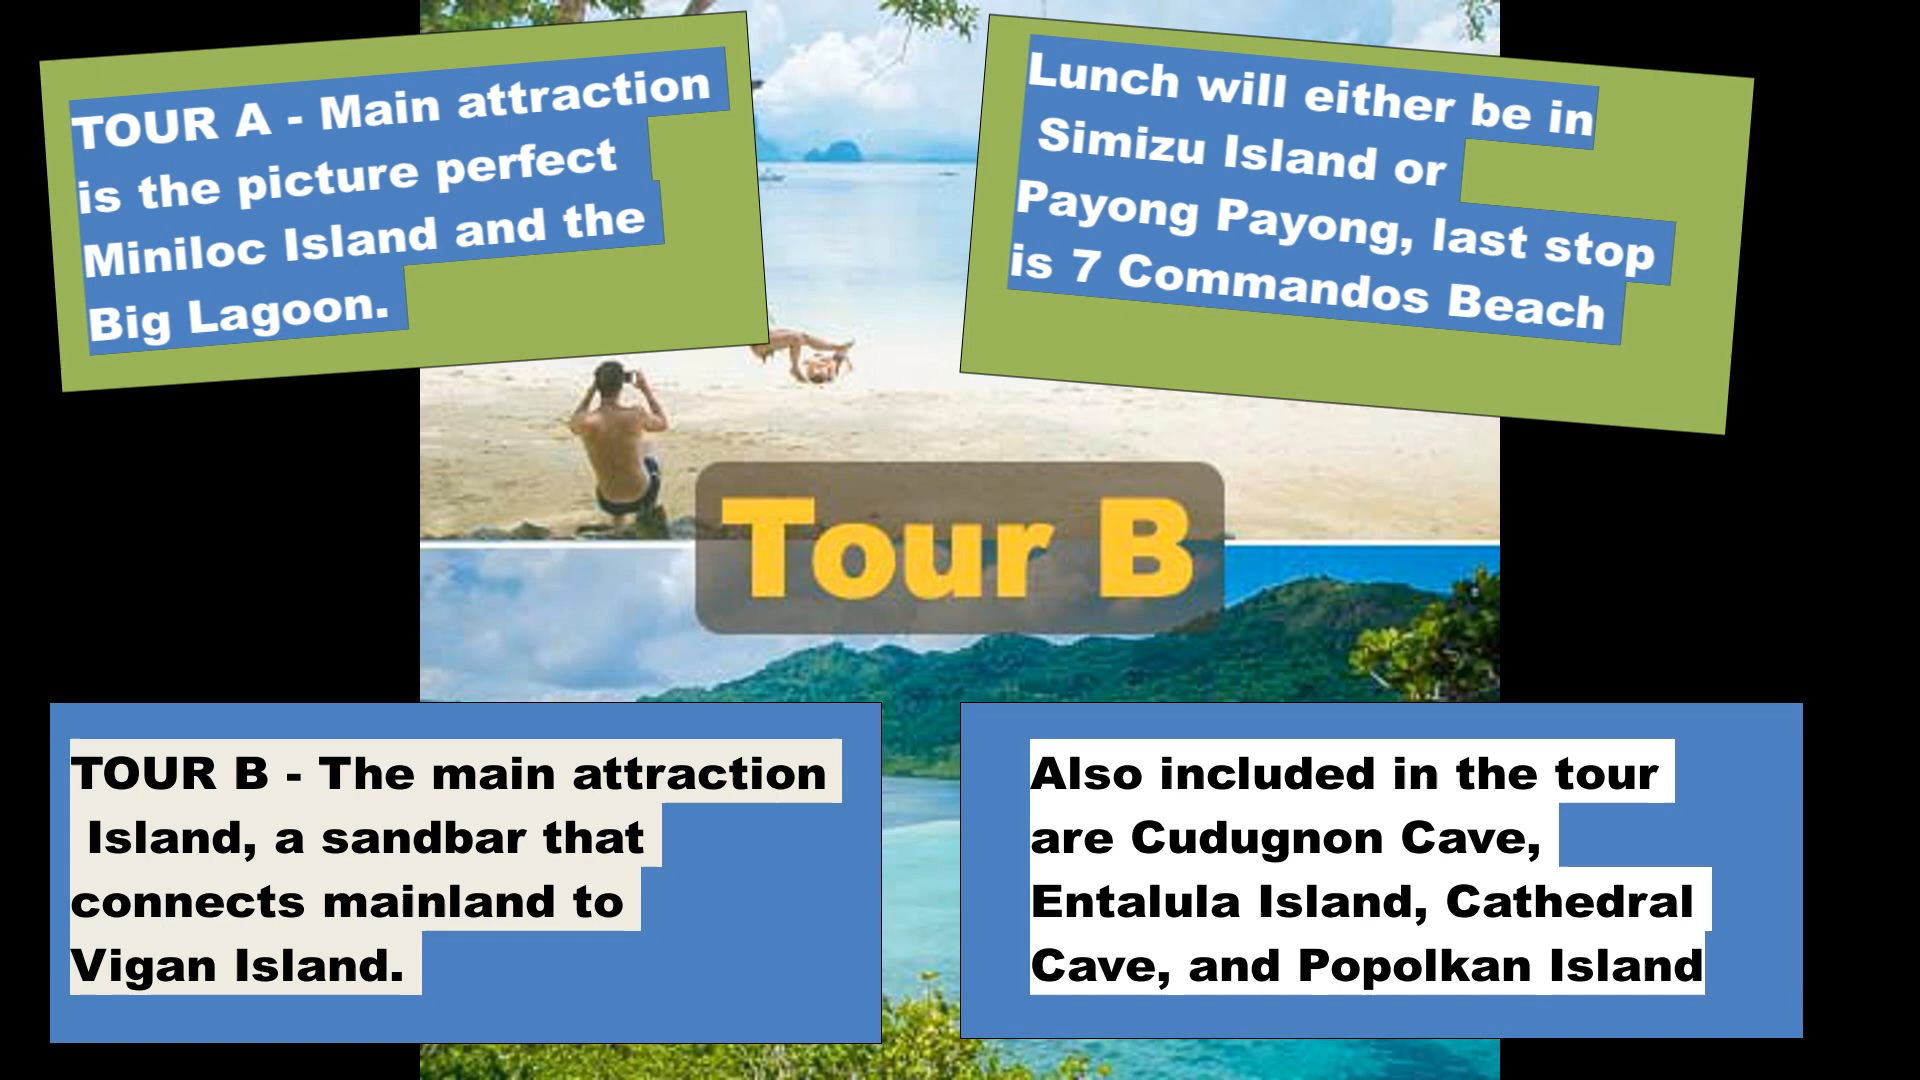 TOUR A - Main attraction
is the picture perfect
Miniloc Island and the
Big Lagoon.
Lunch will either be in
Simizu Island or
Payong Payong, last stop
is 7 Commandos Beach
Tour B
TOUR B - The main attraction
Island, a sandbar that
connects mainland to
Vigan Island.
Also included in the tour
are Cudugnon Cave,
Entalula Island, Cathedral
Cave, and Popolkan Island